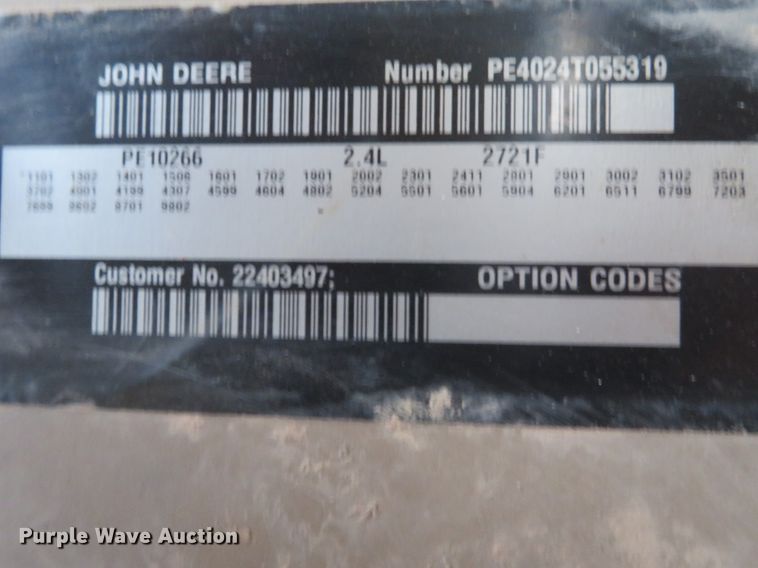 JOHN DEERE Number PE4024T055319
PE10266 2.4L 2721F
1101 1302 1401 1506 1601 1702 1901 2002 2301 2411 2801 2901 3002 3102 3501
3702 4001 4199 4307 4599 4604 4802 5204 5501 5601 5904 6201 6511 6799 7203
7699 9802
Customer No. 22403497; OPTION CODES
Purple Wave Auction